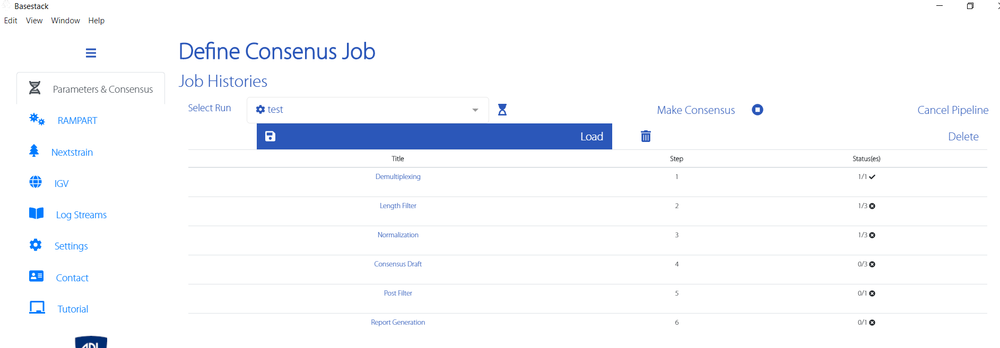 Basestack
Edit View Window Help
Define Consenus Job
Job Histories
Parameters & Consensus
RAMPART
Nextstrain
IGV
Log Streams
Settings
Contact
Tutorial
Select Run test Make Consensus Cancel Pipeline
Load Delete
Title Step Status(es)
Demultiplexing 1 1/1
Length Filter 2 1/3
Normalization 3 1/3
Consensus Draft 4 0/3
Post Filter 5 0/1
Report Generation 6 0/1